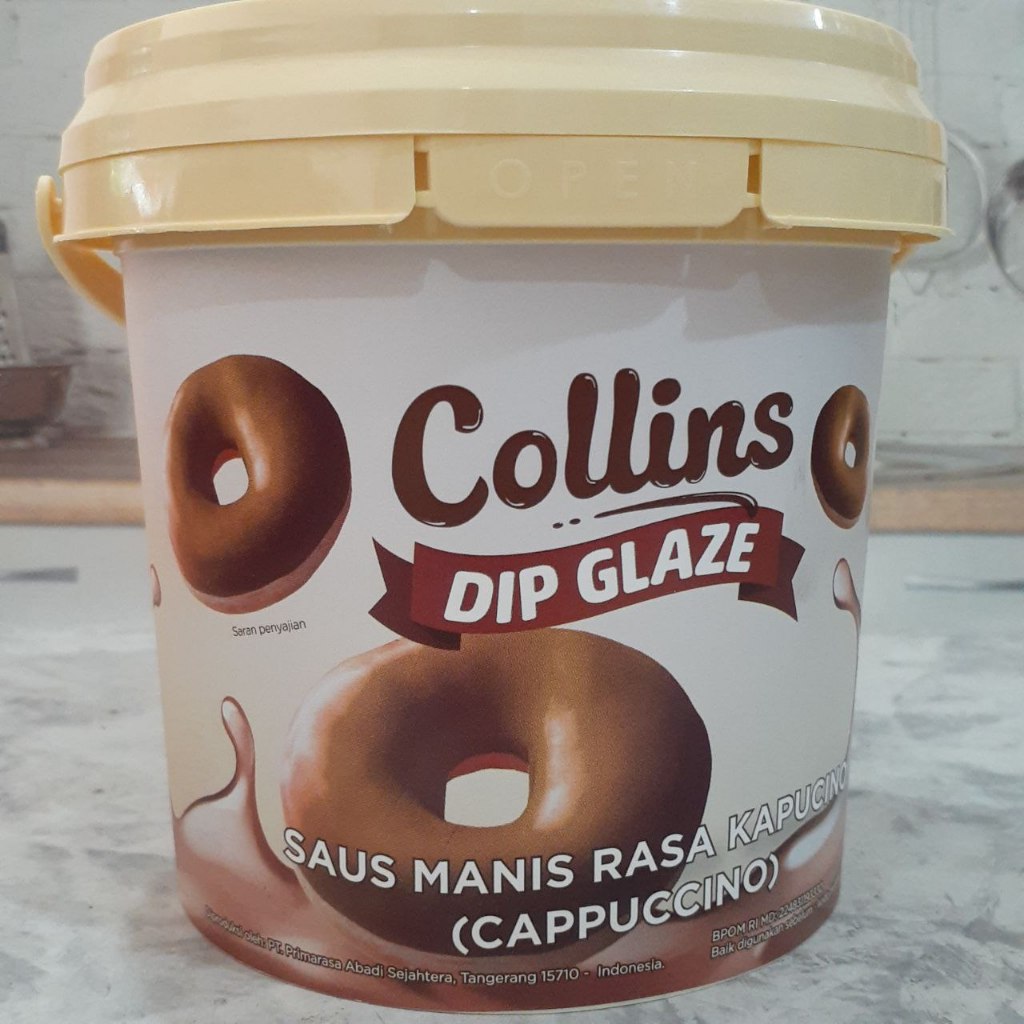 OPEN
Collins
DIP GLAZE
Saran penyajian
SAUS MANIS RASA KAPUCINO
(CAPPUCCINO)
Diproduksi oleh: PT. Primarasa Abadi Sejahtera, Tangerang 15710 - Indonesia.
BPOM RI MD
Baik digunakan sebelum